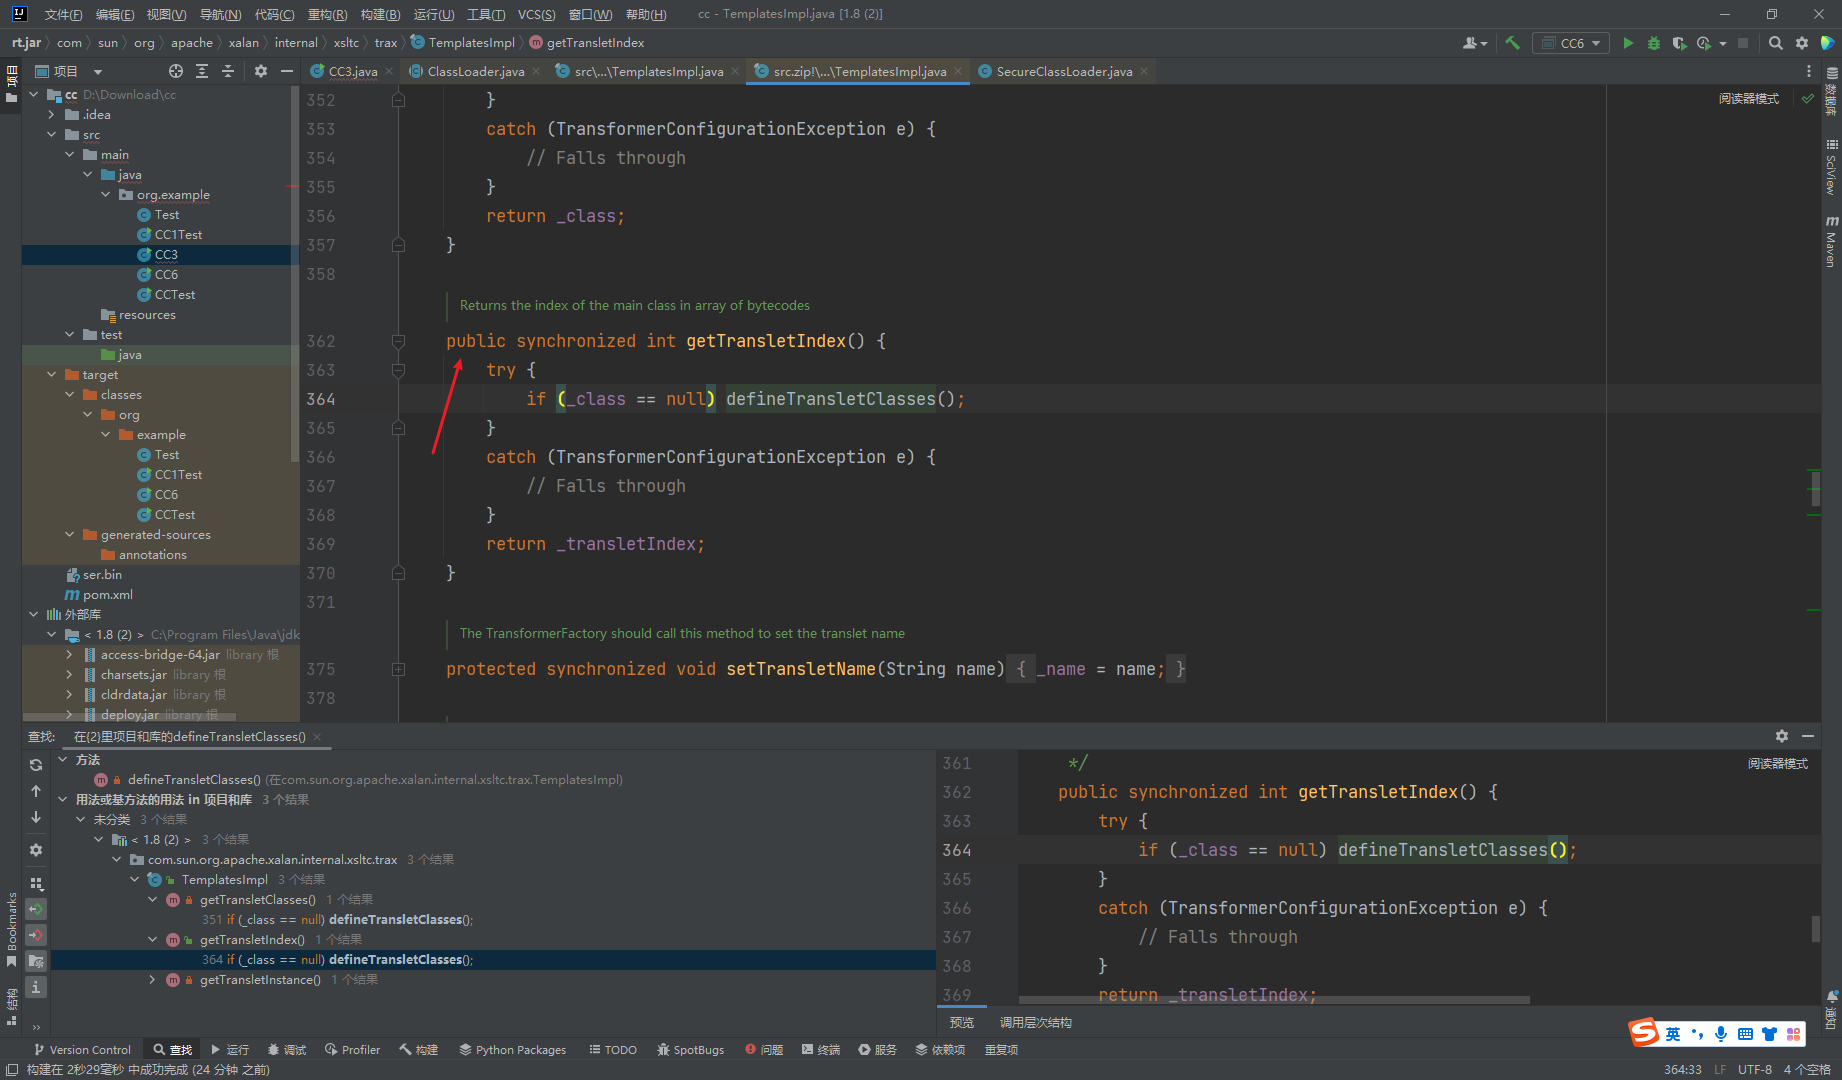 文件(F) 编辑(E) 视图(V) 导航(N) 代码(C) 重构(R) 构建(B) 运行(U) 工具(T) VCS(S) 窗口(W) 帮助(H) cc - TemplatesImpl.java [1.8 (2)]
rt.jar com sun org apache xalan internal xsltc trax TemplatesImpl getTransletIndex CC6
项目 CC3.java ClassLoader.java src\...\TemplatesImpl.java src.zip!\...\TemplatesImpl.java SecureClassLoader.java
项目
cc D:\Download\cc
.idea
src
main
java
org.example
Test
CC1Test
CC3
CC6
CCTest
resources
test
java
target
classes
org
example
Test
CC1Test
CC6
CCTest
generated-sources
annotations
ser.bin
pom.xml
外部库
< 1.8 (2) > C:\Program Files\Java\jdk
access-bridge-64.jar library 根
charsets.jar library 根
cldrdata.jar library 根
deploy.jar library 根
阅读器模式
352 }
353 catch (TransformerConfigurationException e) {
354 // Falls through
355 }
356 return _class;
357 }
358
Returns the index of the main class in array of bytecodes
362 public synchronized int getTransletIndex() {
363 try {
364 if (_class == null) defineTransletClasses();
365 }
366 catch (TransformerConfigurationException e) {
367 // Falls through
368 }
369 return _transletIndex;
370 }
371
The TransformerFactory should call this method to set the translet name
375 protected synchronized void setTransletName(String name) { _name = name; }
378
数据库
SciView
Maven
通知
查找: 在{2}里项目和库的defineTransletClasses()
方法
defineTransletClasses() (在com.sun.org.apache.xalan.internal.xsltc.trax.TemplatesImpl)
用法或基方法的用法 in 项目和库 3 个结果
未分类 3 个结果
< 1.8 (2) > 3 个结果
com.sun.org.apache.xalan.internal.xsltc.trax 3 个结果
TemplatesImpl 3 个结果
getTransletClasses() 1 个结果
351 if (_class == null) defineTransletClasses();
getTransletIndex() 1 个结果
364 if (_class == null) defineTransletClasses();
getTransletInstance() 1 个结果
Bookmarks
结构
361 */
阅读器模式
362 public synchronized int getTransletIndex() {
363 try {
364 if (_class == null) defineTransletClasses();
365 }
366 catch (TransformerConfigurationException e) {
367 // Falls through
368 }
369 return _transletIndex;
预览 调用层次结构
英
Version Control 查找 运行 调试 Profiler 构建 Python Packages TODO SpotBugs 问题 终端 服务 依赖项 重复项
构建在 2秒29毫秒 中成功完成 (24 分钟 之前) 364:33 LF UTF-8 4 个空格